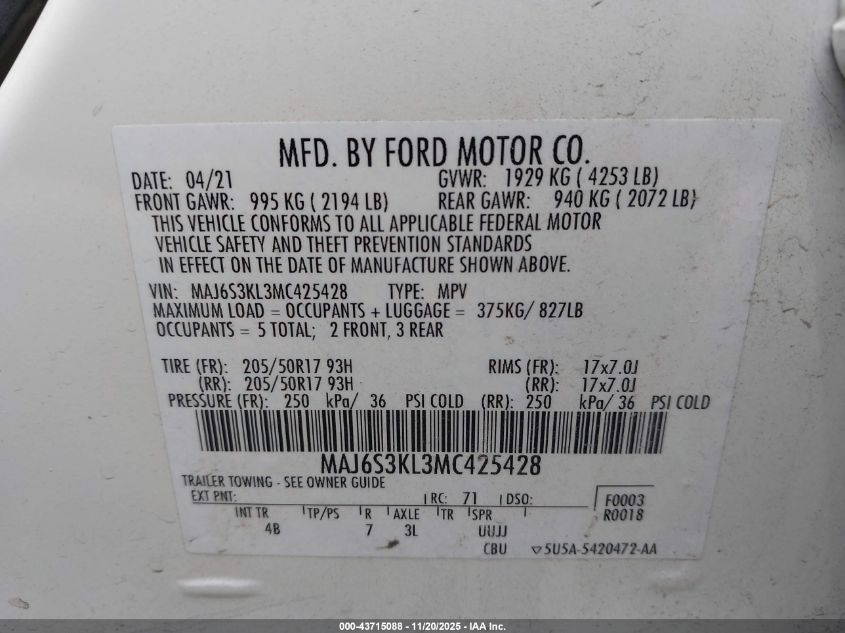 MFD. BY FORD MOTOR CO.
DATE: 04/21 GVWR: 1929 KG ( 4253 LB)
FRONT GAWR: 995 KG ( 2194 LB) REAR GAWR: 940 KG ( 2072 LB)
THIS VEHICLE CONFORMS TO ALL APPLICABLE FEDERAL MOTOR
VEHICLE SAFETY AND THEFT PREVENTION STANDARDS
IN EFFECT ON THE DATE OF MANUFACTURE SHOWN ABOVE.
VIN: MAJ6S3KL3MC425428 TYPE: MPV
MAXIMUM LOAD = OCCUPANTS + LUGGAGE = 375KG/ 827LB
OCCUPANTS = 5 TOTAL; 2 FRONT, 3 REAR
TIRE (FR): 205/50R17 93H RIMS (FR): 17x7.0J
(RR): 205/50R17 93H (RR): 17x7.0J
PRESSURE (FR): 250 kPa/ 36 PSI COLD (RR): 250 kPa/ 36 PSI COLD
MAJ6S3KL3MC425428
TRAILER TOWING - SEE OWNER GUIDE
EXT PNT: RC: 71 DSO: F0003
INT TR TP/PS R AXLE TR SPR R0018
4B 7 3L UUJJ
CBU ▽5U5A-5420472-AA
000-43715088 - 11/20/2025 - IAA Inc.